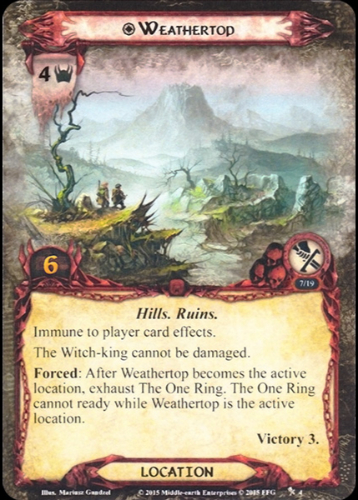 WEATHERTOP
4
6
7/19
Hills. Ruins.
Immune to player card effects.
The Witch-king cannot be damaged.
Forced: After Weathertop becomes the active
location, exhaust The One Ring. The One Ring
cannot ready while Weathertop is the active
location.
Victory 3.
LOCATION
Illus. Mariusz Gandzel © 2015 Middle-earth Enterprises © 2015 FFG 4